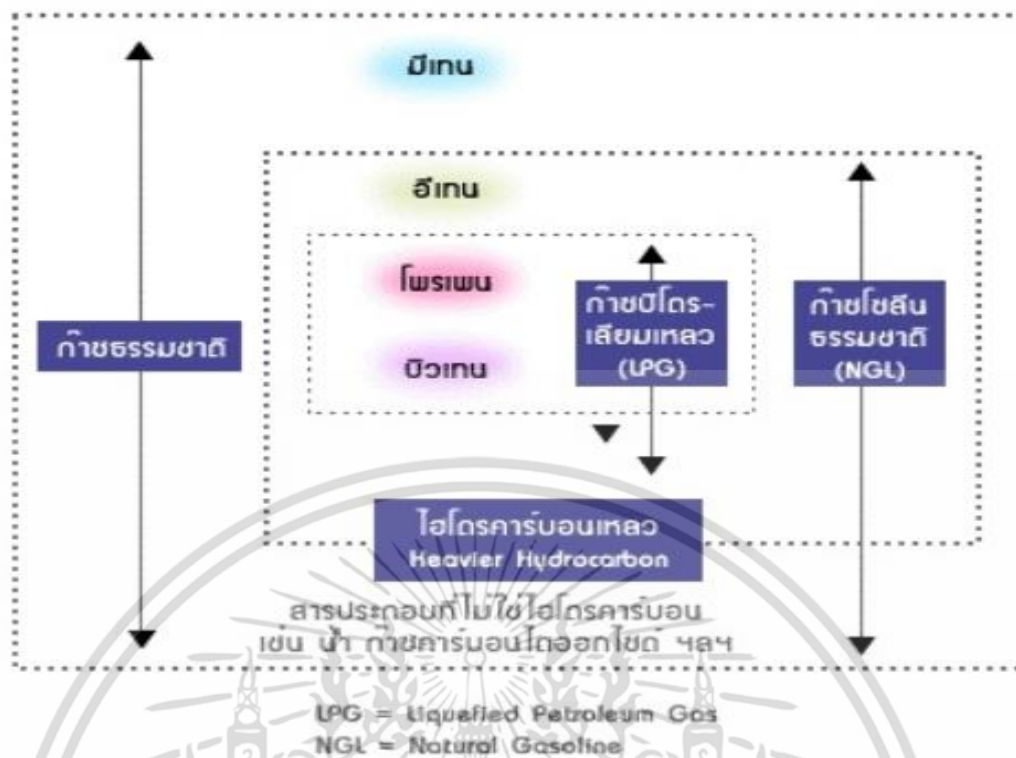 มีเทน
อีเทน
โพรเพน
บิวเทน
ก๊าซธรรมชาติ
ก๊าซปิโตร-
เลียมเหลว
(LPG)
ก๊าซโซลีน
ธรรมชาติ
(NGL)
ไฮโดรคาร์บอนเหลว
Heavier Hydrocarbon
สารประกอบที่ไม่ใช่ไฮโดรคาร์บอน
เช่น น้ำ ก๊าซคาร์บอนไดออกไซด์ ฯลฯ
LPG = Liquefied Petroleum Gas
NGL = Natural Gasoline